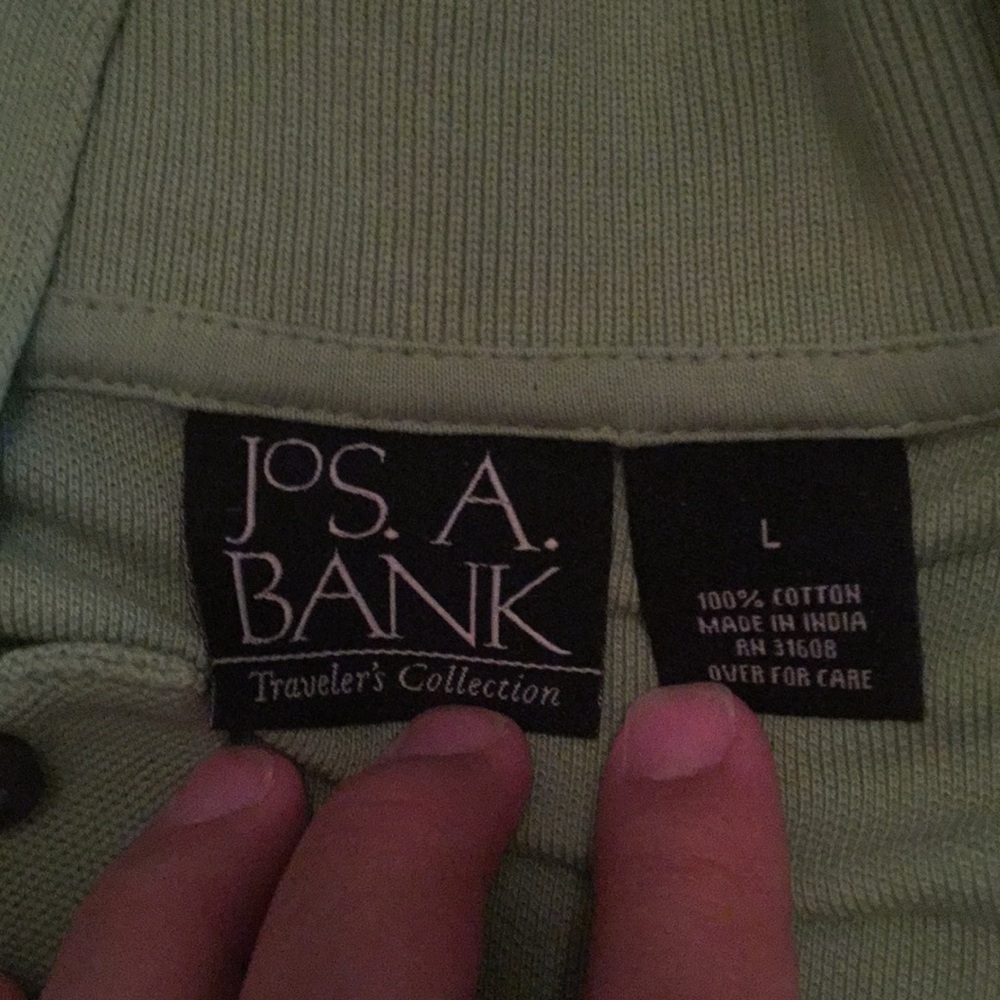 JOS. A.
BANK
Traveler's Collection
L
100% COTTON
MADE IN INDIA
RN 31608
OVER FOR CARE